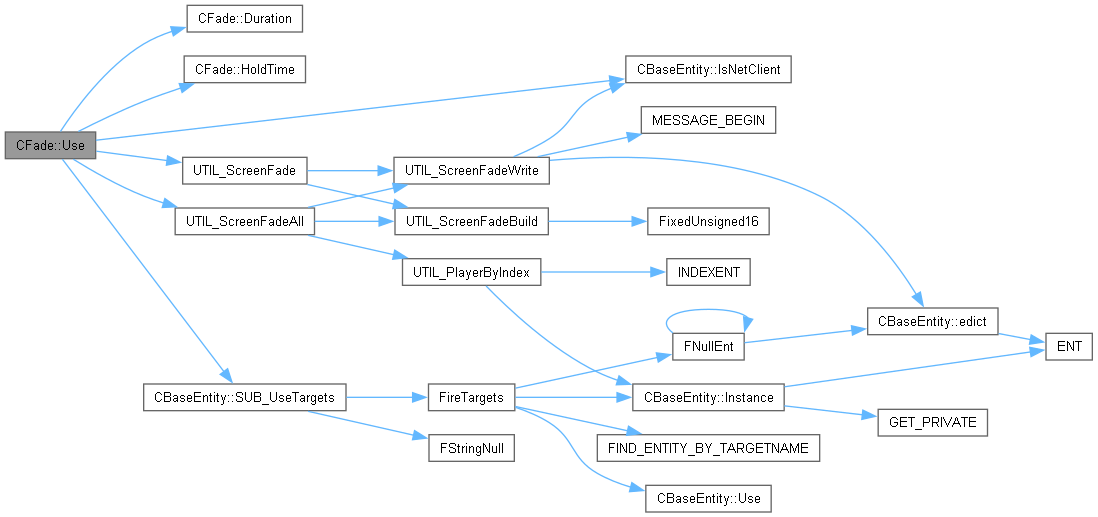 CFade::Duration
CFade::HoldTime
CBaseEntity::IsNetClient
MESSAGE_BEGIN
CFade::Use
UTIL_ScreenFade
UTIL_ScreenFadeWrite
UTIL_ScreenFadeAll
UTIL_ScreenFadeBuild
FixedUnsigned16
UTIL_PlayerByIndex
INDEXENT
CBaseEntity::edict
FNullEnt
ENT
CBaseEntity::SUB_UseTargets
FireTargets
CBaseEntity::Instance
GET_PRIVATE
FStringNull
FIND_ENTITY_BY_TARGETNAME
CBaseEntity::Use